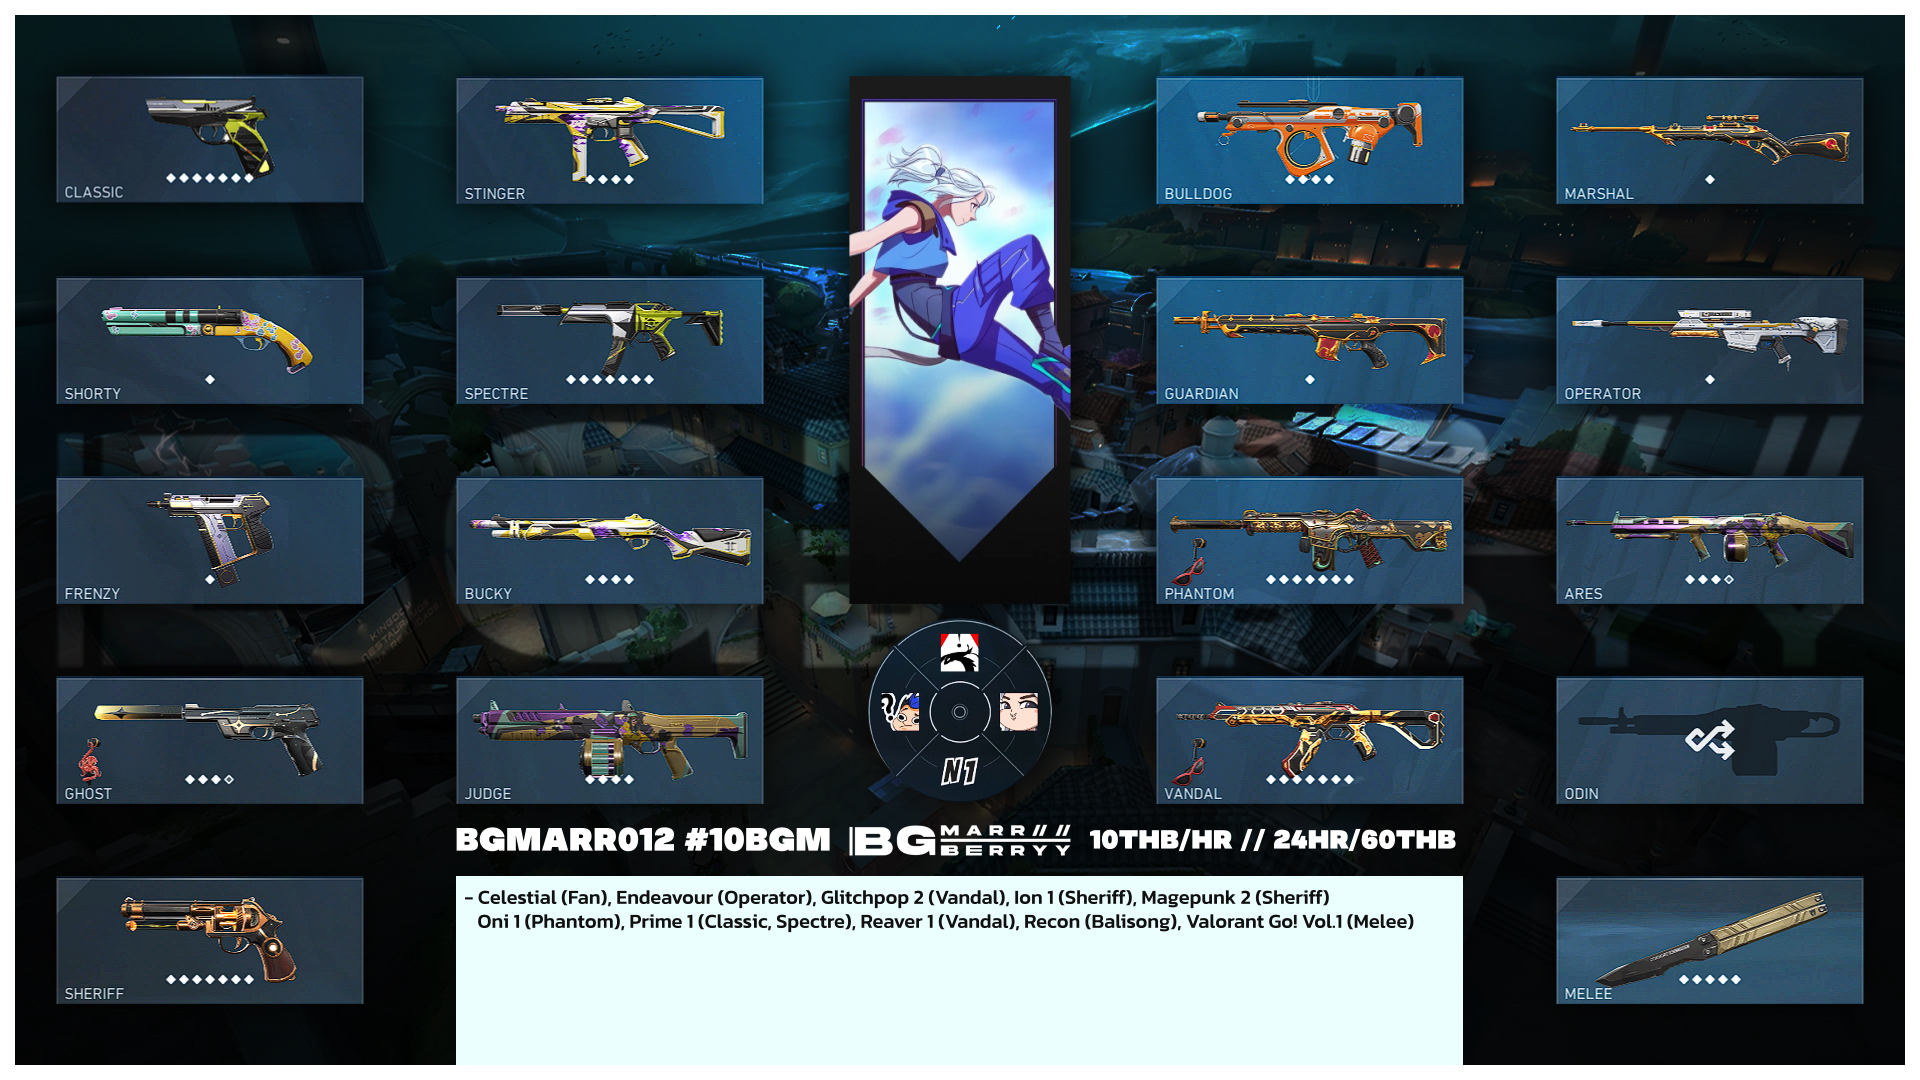 CLASSIC
STINGER
BULLDOG
MARSHAL
SHORTY
SPECTRE
GUARDIAN
OPERATOR
FRENZY
BUCKY
PHANTOM
ARES
GHOST
JUDGE
N1
VANDAL
ODIN
BGMARR012 #10BGM
BG MARR//// BERRYY
10THB/HR // 24HR/60THB
SHERIFF
- Celestial (Fan), Endeavour (Operator), Glitchpop 2 (Vandal), Ion 1 (Sheriff), Magepunk 2 (Sheriff)
Oni 1 (Phantom), Prime 1 (Classic, Spectre), Reaver 1 (Vandal), Recon (Balisong), Valorant Go! Vol.1 (Melee)
MELEE